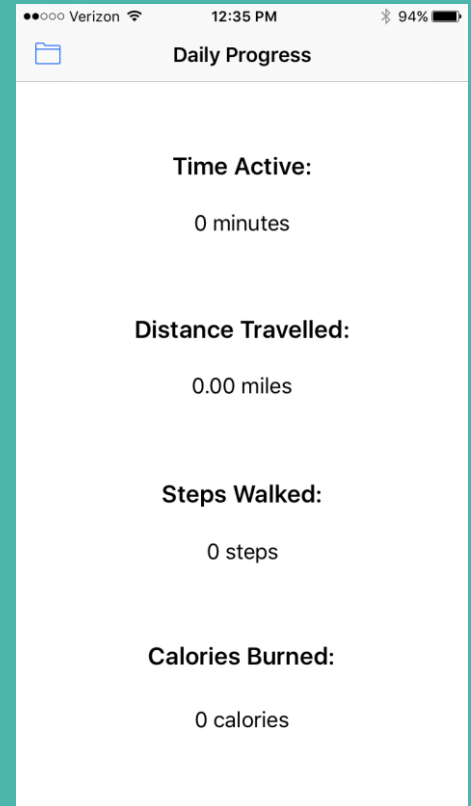 Verizon 12:35 PM 94%
Daily Progress
Time Active:
0 minutes
Distance Travelled:
0.00 miles
Steps Walked:
0 steps
Calories Burned:
0 calories